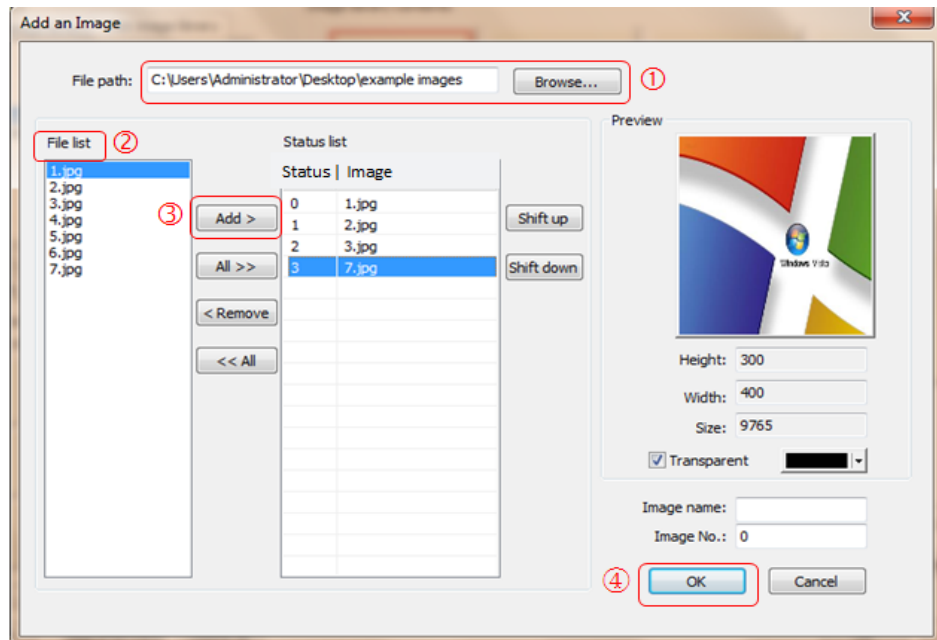 Add an Image
File path: C:\Users\Administrator\Desktop\example images Browse... ①
File list ②
1.jpg
2.jpg
3.jpg
4.jpg
5.jpg
6.jpg
7.jpg
③ Add >
All >>
< Remove
<< All
Status list
Status | Image
0 1.jpg
1 2.jpg
2 3.jpg
3 7.jpg
Shift up
Shift down
Preview
Windows Vista
Height: 300
Width: 400
Size: 9765
Transparent
Image name:
Image No.: 0
④ OK Cancel